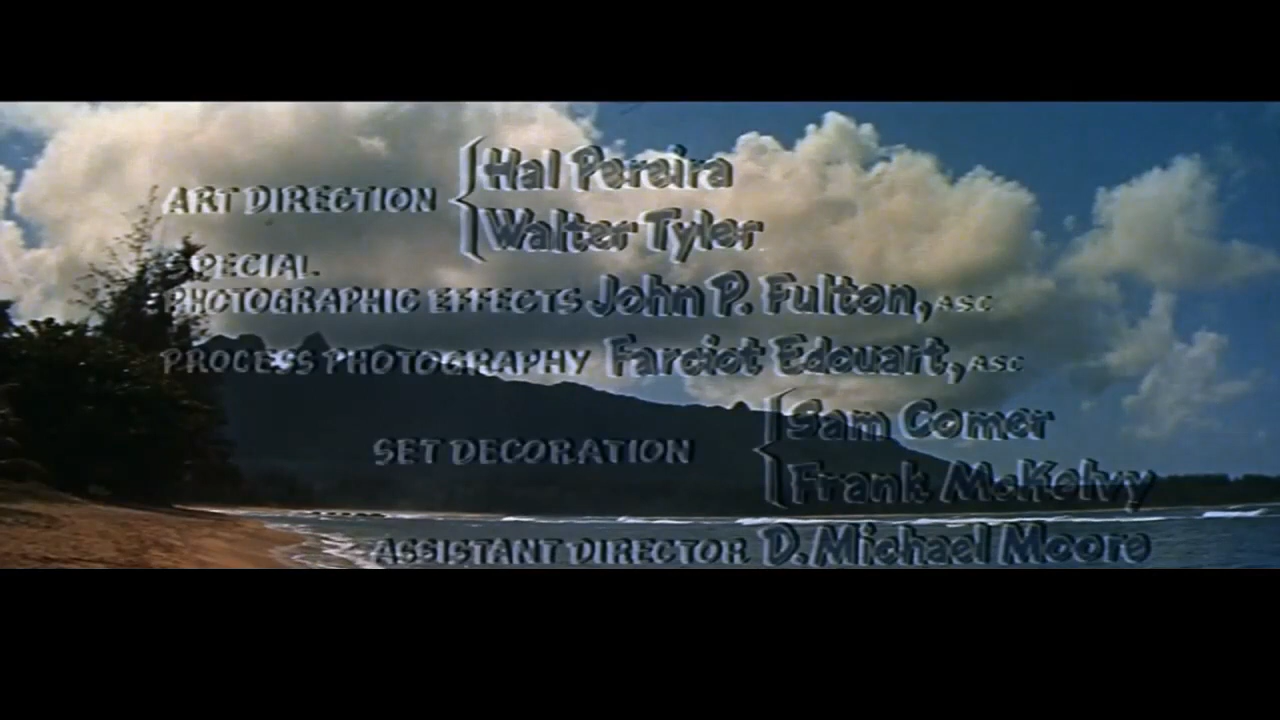 Hal Pereira
ART DIRECTION
Walter Tyler
SPECIAL
PHOTOGRAPHIC EFFECTS John P. Fulton, ASC
PROCESS PHOTOGRAPHY Farciot Edouart, ASC
Sam Comer
SET DECORATION
Frank McKelvy
ASSISTANT DIRECTOR D. Michael Moore